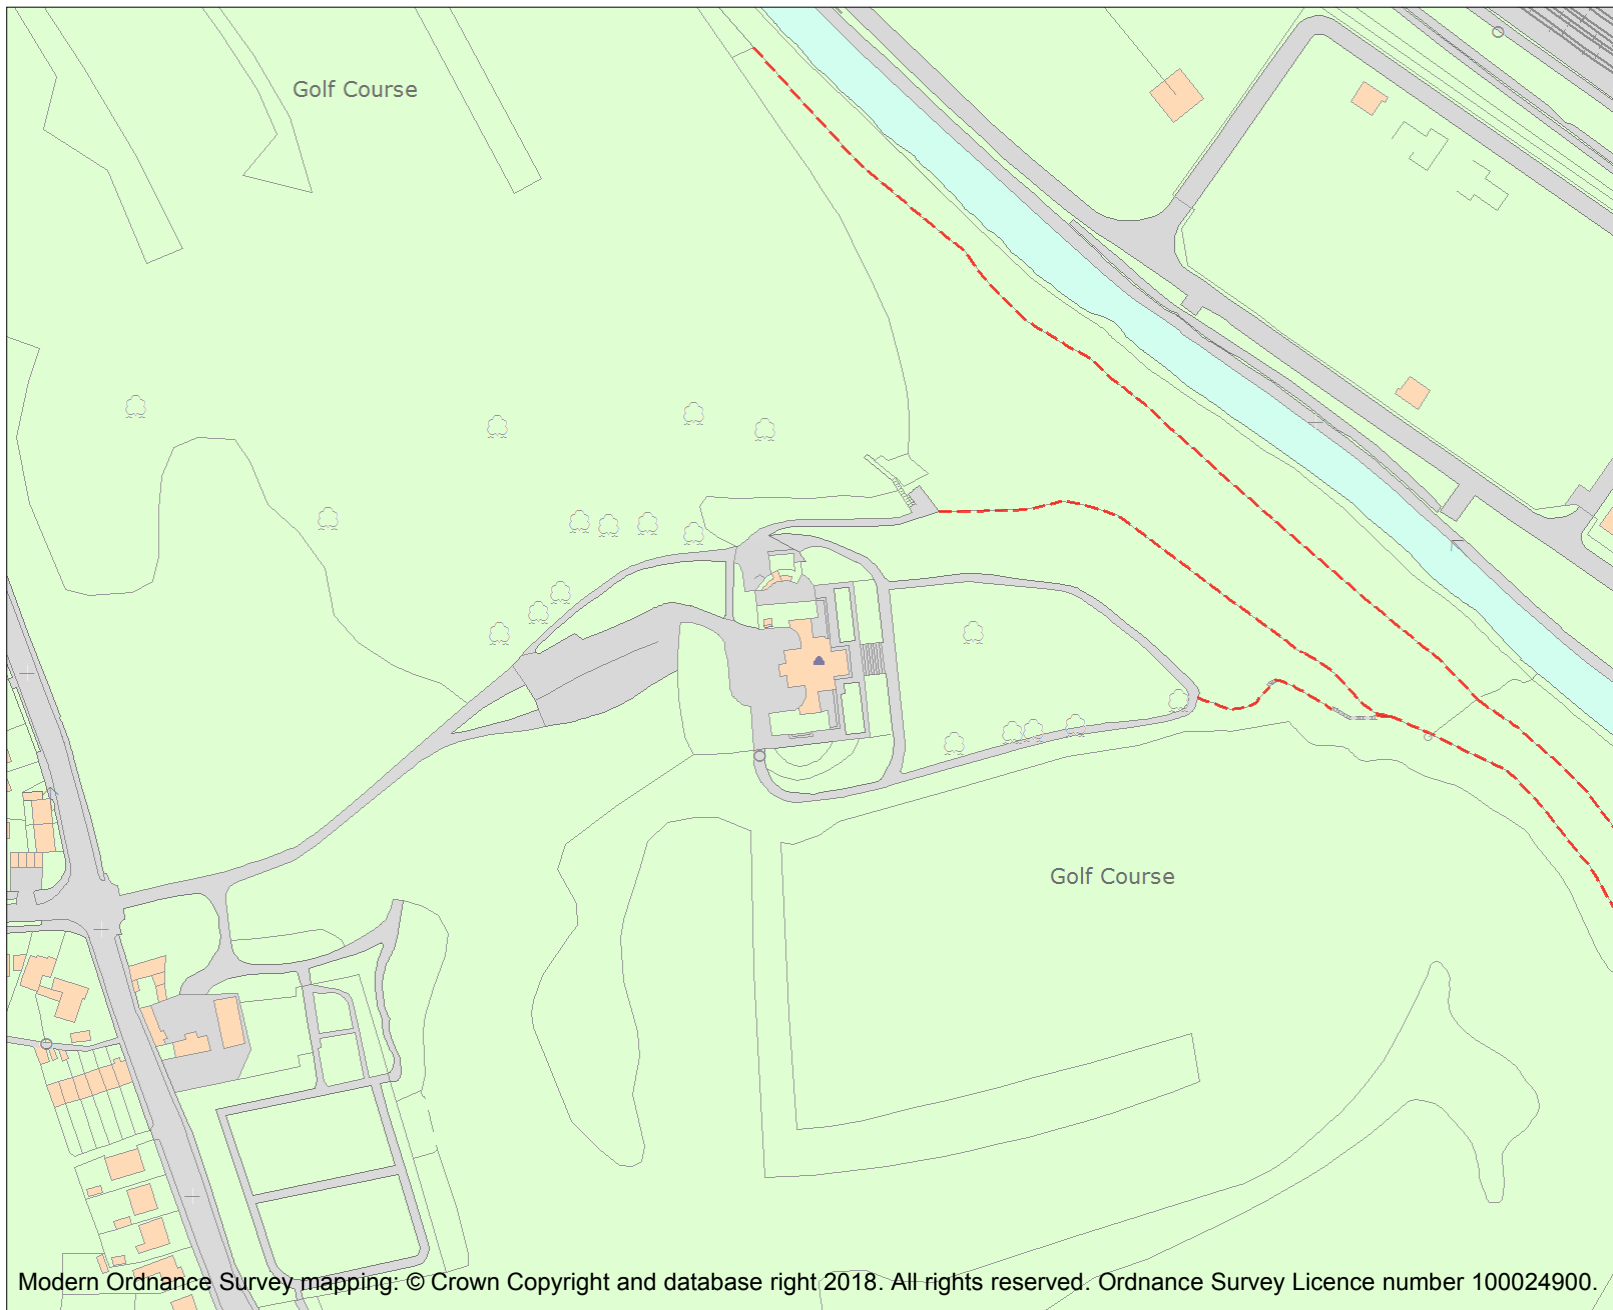 Golf Course
Golf Course
Modern Ordnance Survey mapping: © Crown Copyright and database right 2018. All rights reserved. Ordnance Survey Licence number 100024900.